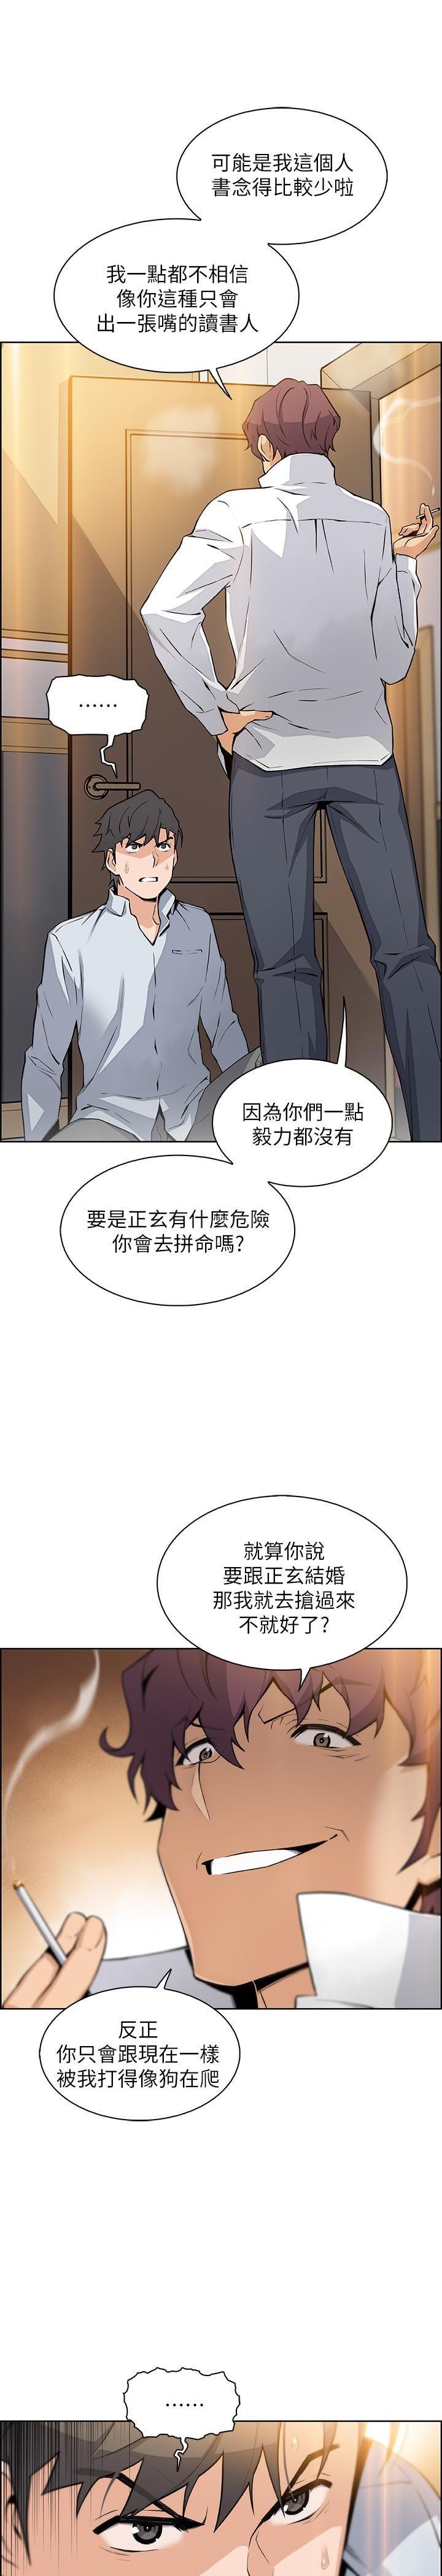 可能是我這個人
書念得比較少啦
我一點都不相信
像你這種只會
出一張嘴的讀書人
……
因為你們一點
毅力都沒有
要是正玄有什麼危險
你會去拼命嗎?
就算你說
要跟正玄結婚
那我就去搶過來
不就好了?
反正
你只會跟現在一樣
被我打得像狗在爬
……